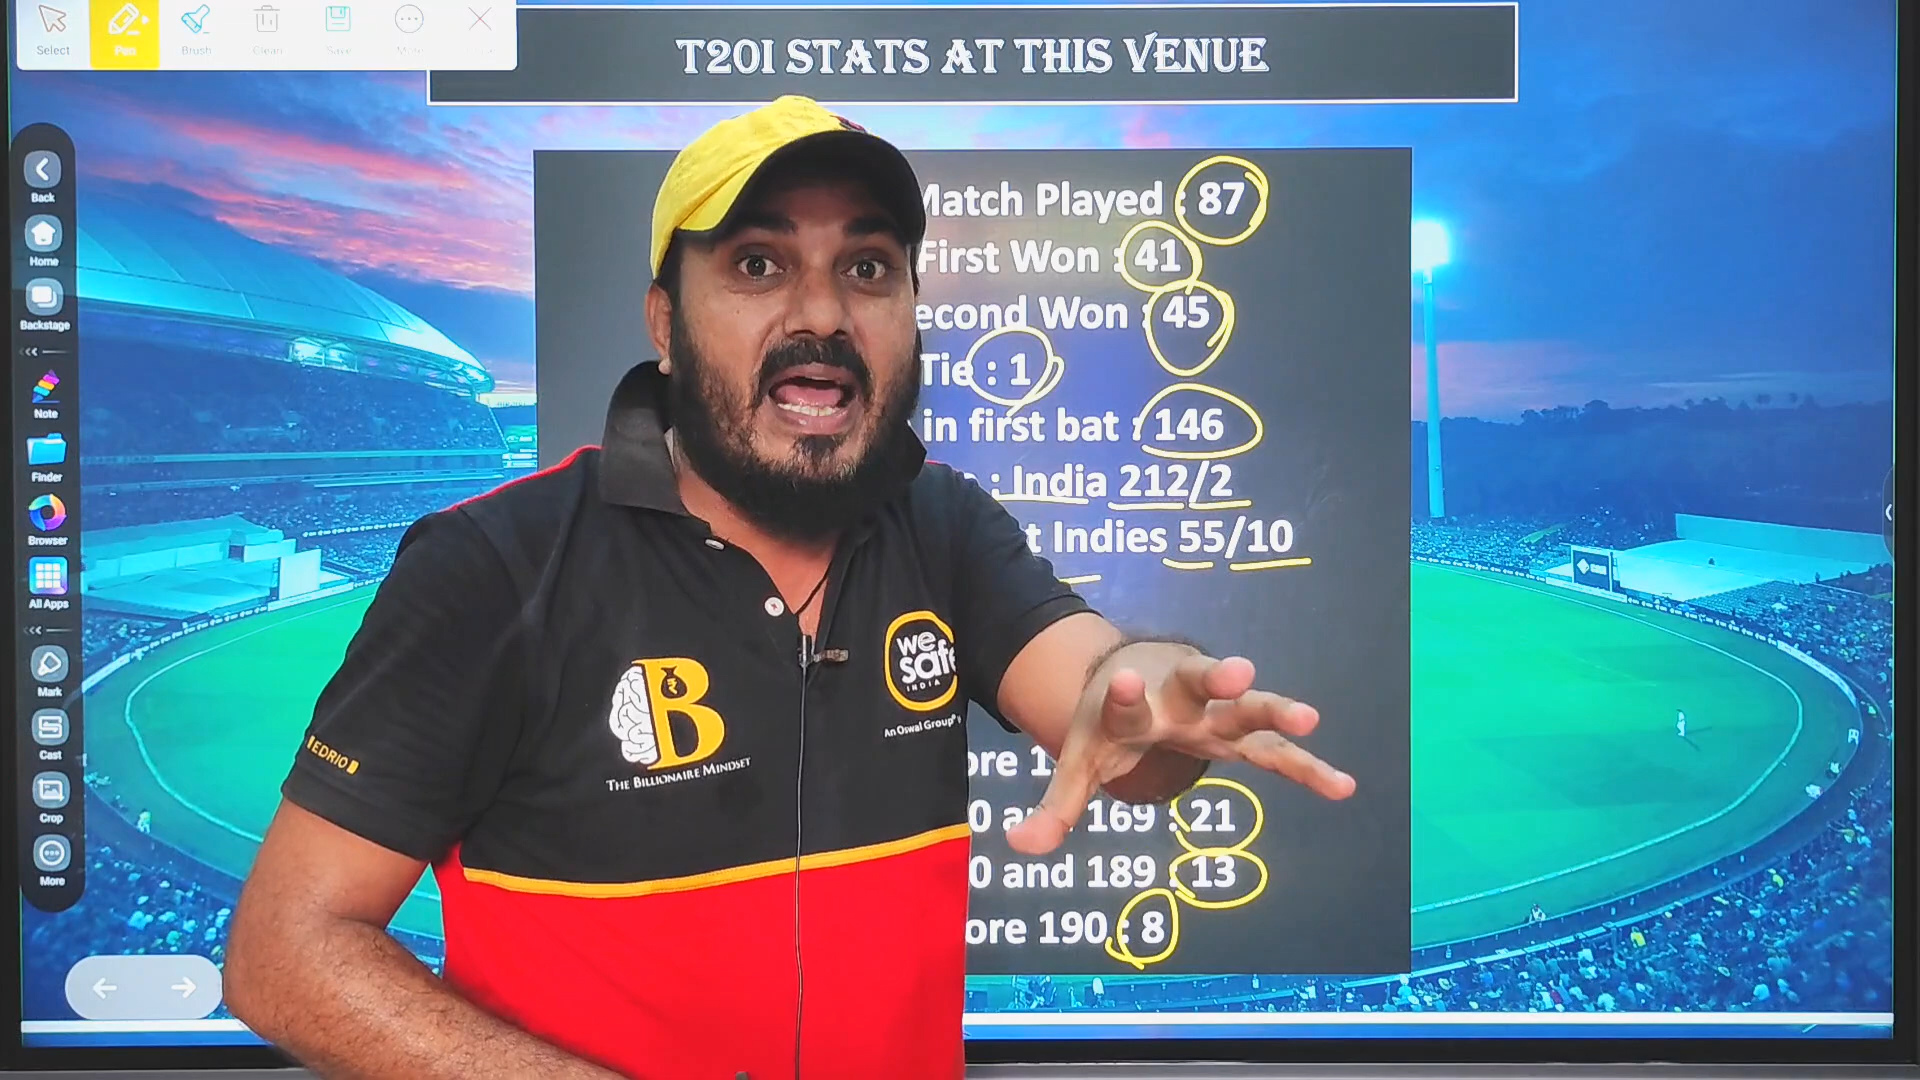 Select
Pen
Brush
Clean
Save
T20I STATS AT THIS VENUE
Back
Home
Backstage
Note
Finder
Browser
All Apps
Mark
Cast
Crop
More
Match Played : 87
First Won : 41
econd Won : 45
Tie : 1
in first bat : 146
: India 212/2
t Indies 55/10
ore 1
0 169 : 21
0 and 189 : 13
ore 190 : 8
we
safe
INDIA
An Oswal Group
B
THE BILLIONAIRE MINDSET
EDRIO